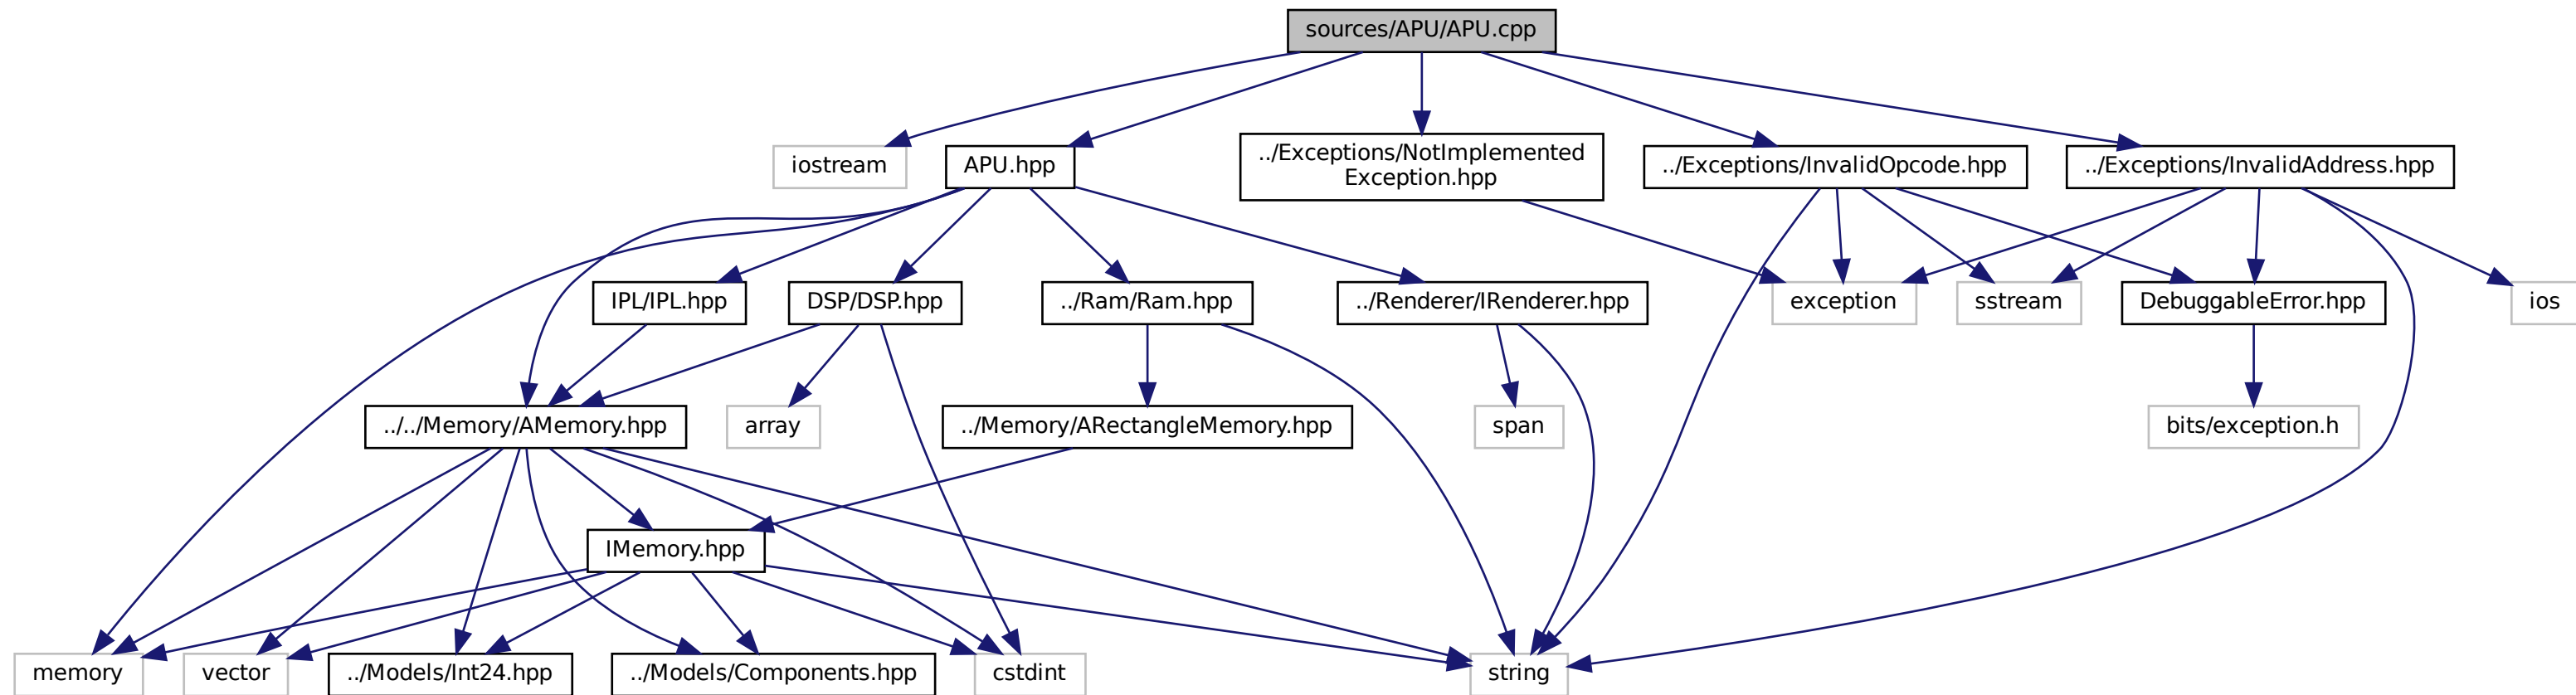 sources/APU/APU.cpp
iostream
APU.hpp
../Exceptions/NotImplemented
Exception.hpp
../Exceptions/InvalidOpcode.hpp
../Exceptions/InvalidAddress.hpp
IPL/IPL.hpp
DSP/DSP.hpp
../Ram/Ram.hpp
../Renderer/IRenderer.hpp
exception
sstream
DebuggableError.hpp
ios
../../Memory/AMemory.hpp
array
../Memory/ARectangleMemory.hpp
span
bits/exception.h
IMemory.hpp
memory
vector
../Models/Int24.hpp
../Models/Components.hpp
cstdint
string